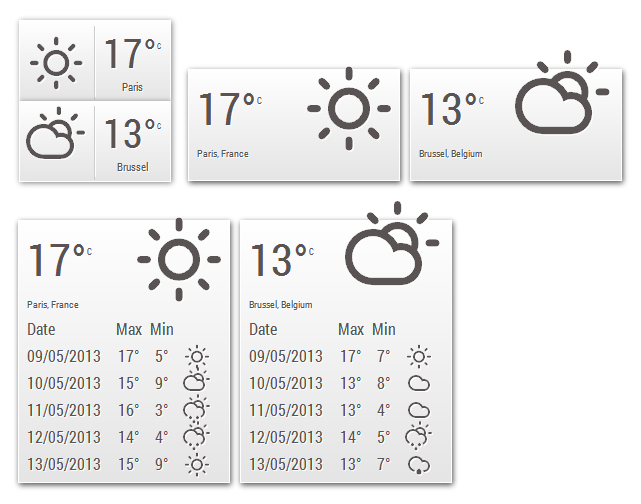 17°c
Paris
13°c
Brussel
17°c
Paris, France
13°c
Brussel, Belgium
17°c
Paris, France
Date Max Min
09/05/2013 17° 5°
10/05/2013 15° 9°
11/05/2013 16° 3°
12/05/2013 14° 4°
13/05/2013 15° 9°
13°c
Brussel, Belgium
Date Max Min
09/05/2013 17° 7°
10/05/2013 13° 8°
11/05/2013 13° 4°
12/05/2013 14° 5°
13/05/2013 13° 7°